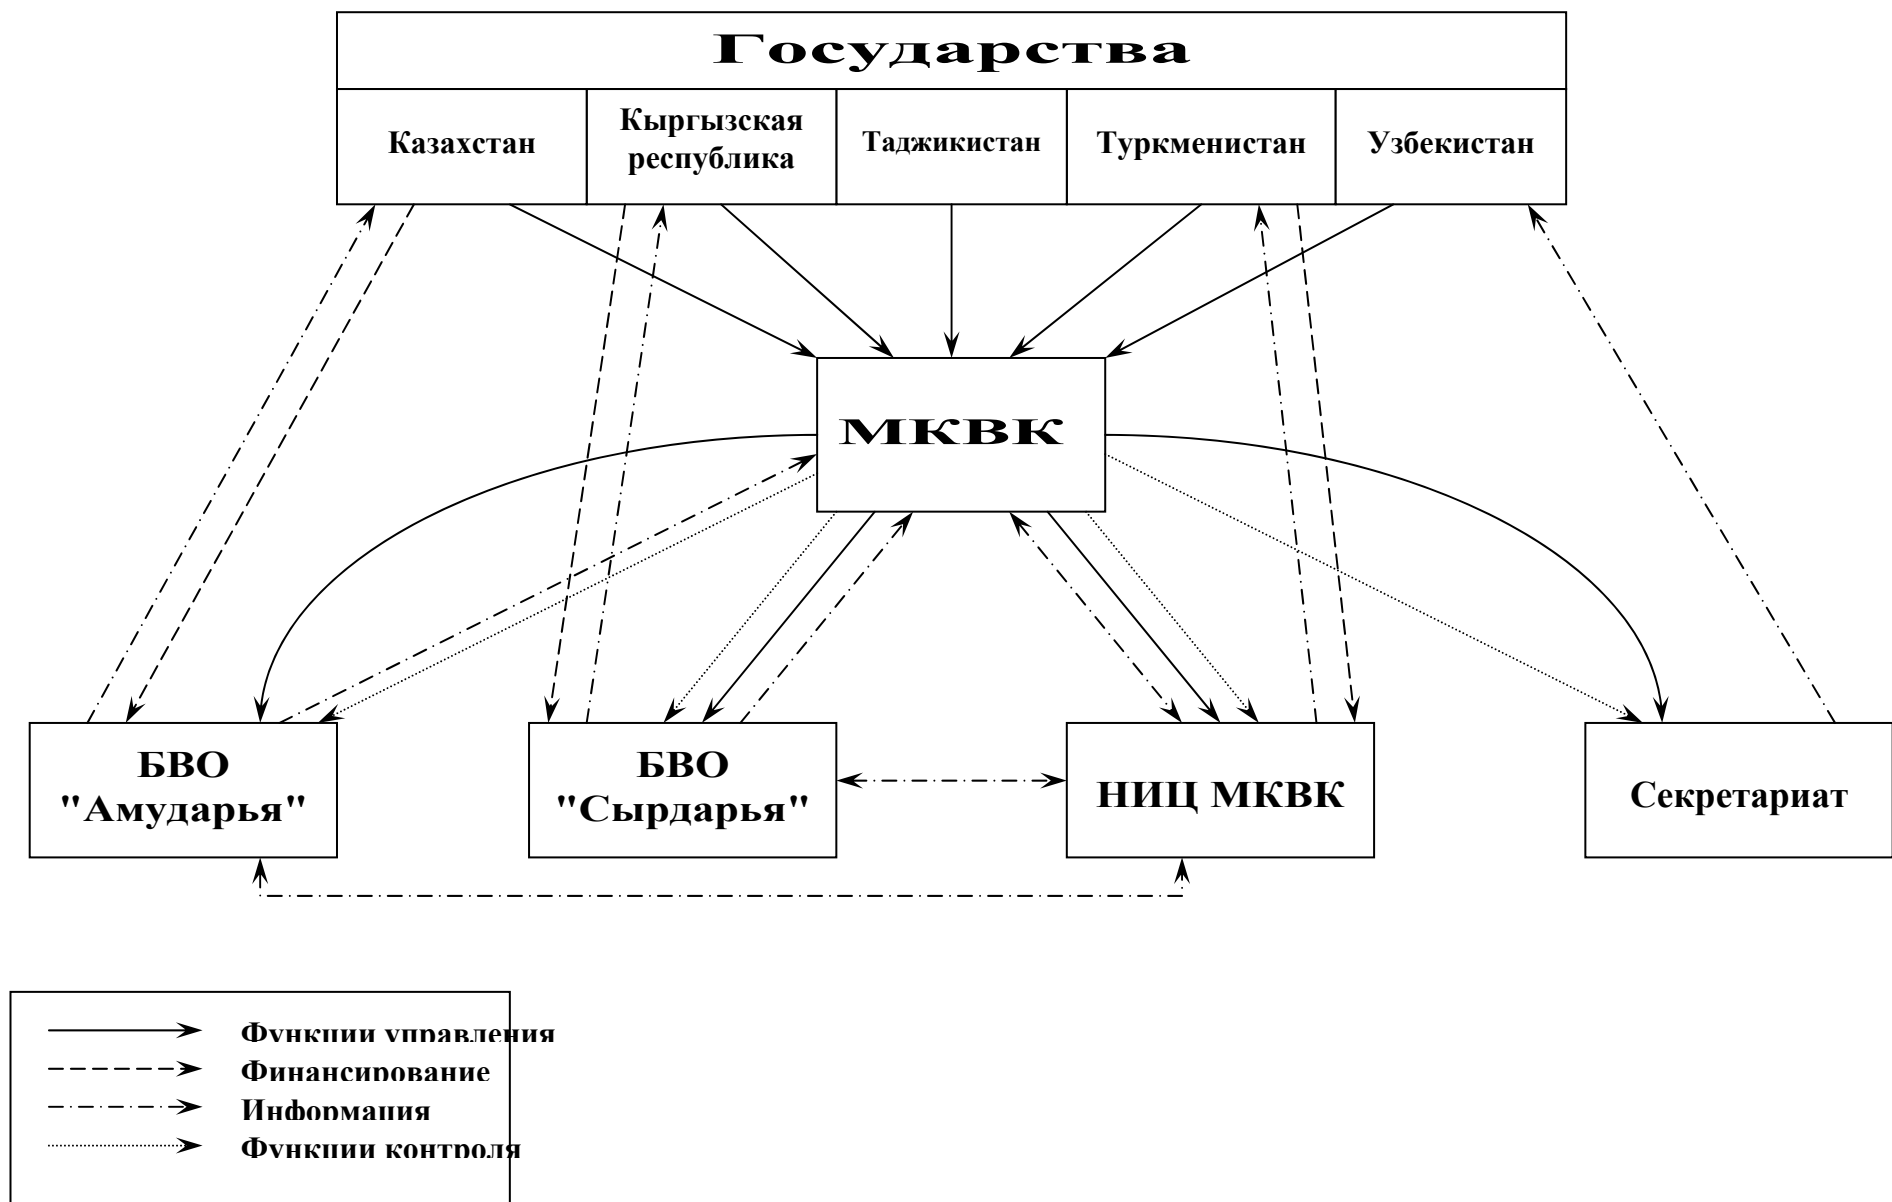 Государства
Казахстан
Кыргызская
республика
Таджикистан
Туркменистан
Узбекистан
МКВК
БВО
"Амударья"
БВО
"Сырдарья"
НИЦ МКВК
Секретариат
Функции управления
Финансирование
Информация
Функции контроля